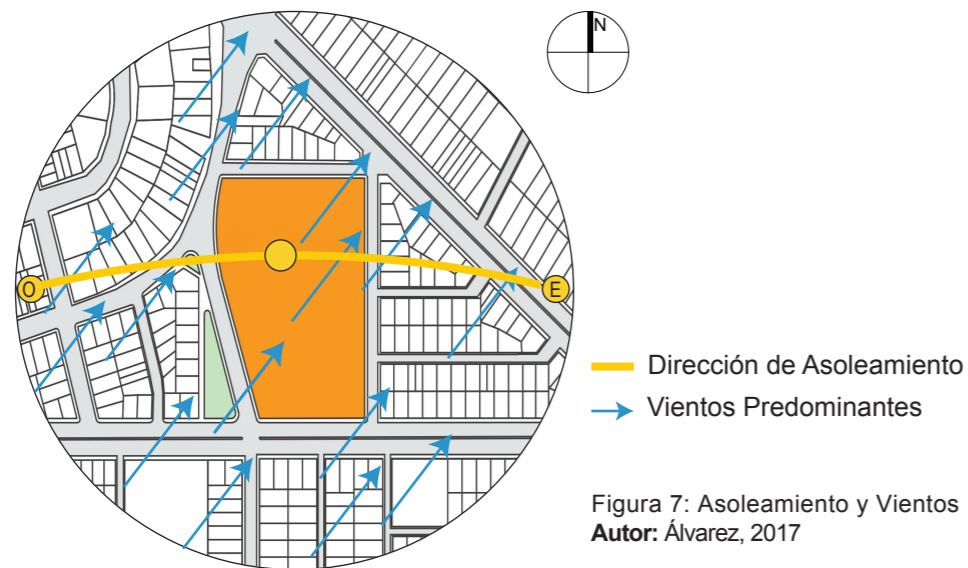 N
O
E
Dirección de Asoleamiento
Vientos Predominantes
Figura 7: Asoleamiento y Vientos
Autor: Álvarez, 2017